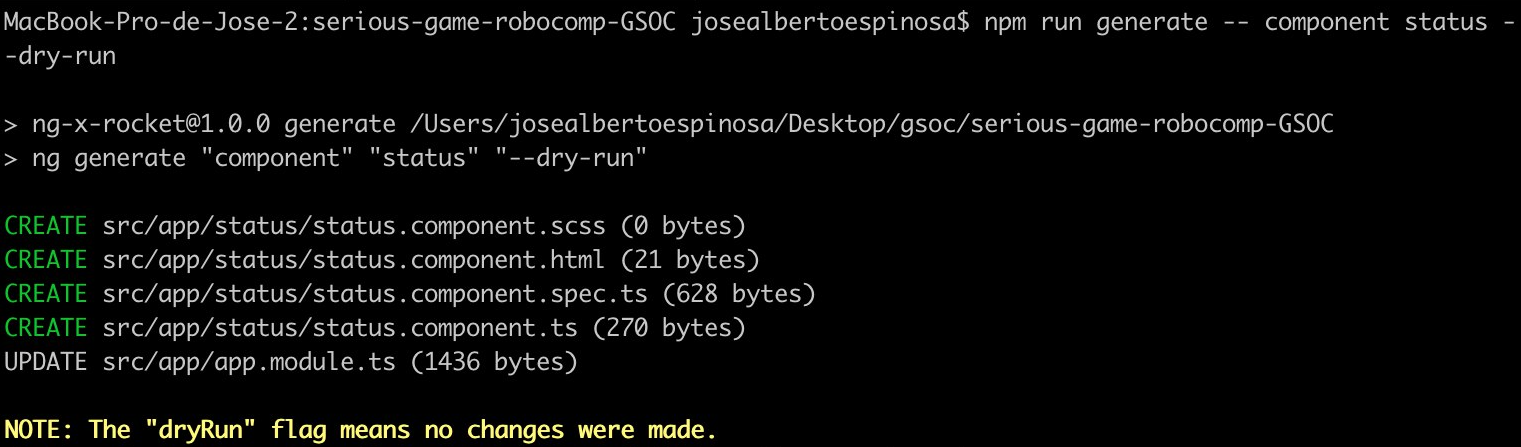 MacBook-Pro-de-Jose-2:serious-game-robocomp-GSOC josealbertoespinosa$ npm run generate -- component status -
-dry-run
> ng-x-rocket@1.0.0 generate /Users/josealbertoespinosa/Desktop/gsoc/serious-game-robocomp-GSOC
> ng generate "component" "status" "--dry-run"
CREATE src/app/status/status.component.scss (0 bytes)
CREATE src/app/status/status.component.html (21 bytes)
CREATE src/app/status/status.component.spec.ts (628 bytes)
CREATE src/app/status/status.component.ts (270 bytes)
UPDATE src/app/app.module.ts (1436 bytes)
NOTE: The "dryRun" flag means no changes were made.